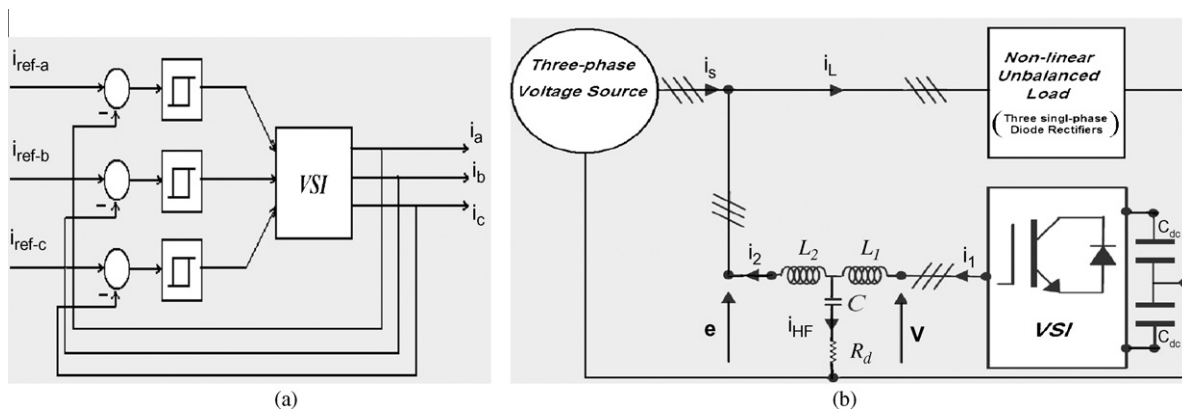 i_ref-a
i_ref-b
i_ref-c
-
-
-
VSI
i_a
i_b
i_c
(a)
Three-phase
Voltage Source
i_s
i_L
Non-linear
Unbalanced
Load
(Three singl-phase
Diode Rectifiers)
L_2
L_1
i_2
i_1
C
i_HF
R_d
e
V
VSI
C_dc
C_dc
(b)